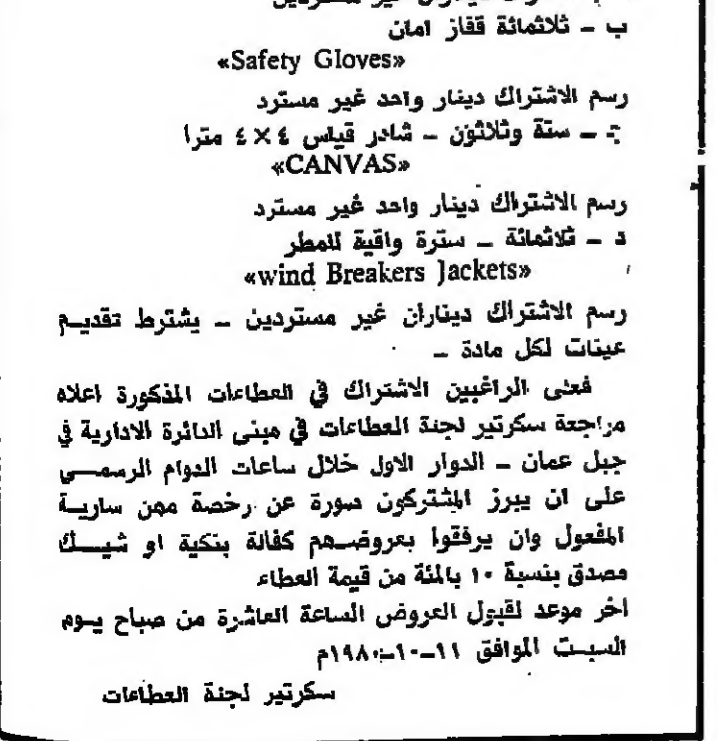 ب - ثلاثمائة قفاز امان
«Safety Gloves»
رسم الاشتراك دينار واحد غير مسترد
ج - ستة وثلاثون - شادر قياس ٤×٤ مترا
«CANVAS»
رسم الاشتراك دينار واحد غير مسترد
د - ثلاثمائة - سترة واقية للمطر
«wind Breakers Jackets»
رسم الاشتراك ديناران غير مستردين - يشترط تقديم
عينات لكل مادة -
فعلى الراغبين الاشتراك في العطاءات المذكورة اعلاه
مراجعة سكرتير لجنة العطاءات في مبنى الدائرة الادارية في
جبل عمان - الدوار الاول خلال ساعات الدوام الرسمي
على ان يبرز المشتركون صورة عن رخصة مهن سارية
المفعول وان يرفقوا بعروضهم كفالة بنكية او شيك
مصدق بنسبة ١٠ بالمئة من قيمة العطاء
اخر موعد لقبول العروض الساعة العاشرة من صباح يوم
السبت الموافق ١١-١٠-١٩٨٠م
سكرتير لجنة العطاءات